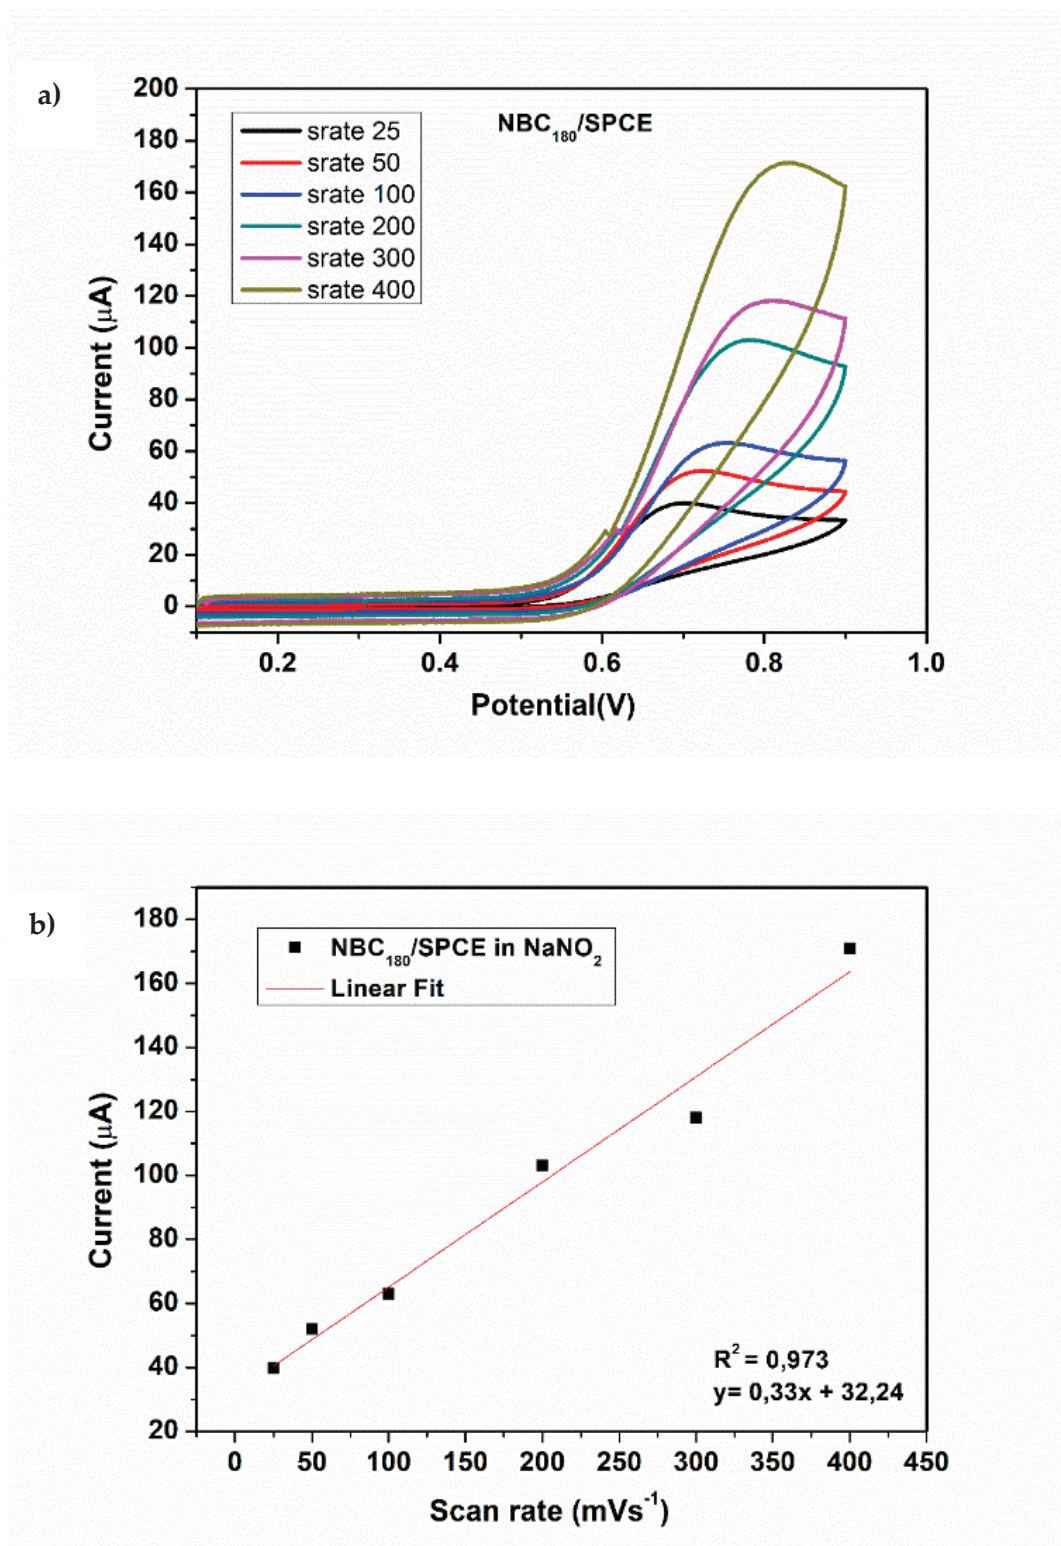 a)
NBC₁₈₀/SPCE
srate 25
srate 50
srate 100
srate 200
srate 300
srate 400
200
180
160
140
120
100
80
60
40
20
0
Current (μA)
0.2 0.4 0.6 0.8 1.0
Potential(V)
b)
NBC₁₈₀/SPCE in NaNO₂
Linear Fit
180
160
140
120
100
80
60
40
20
Current (μA)
R² = 0,973
y= 0,33x + 32,24
0 50 100 150 200 250 300 350 400 450
Scan rate (mVs⁻¹)